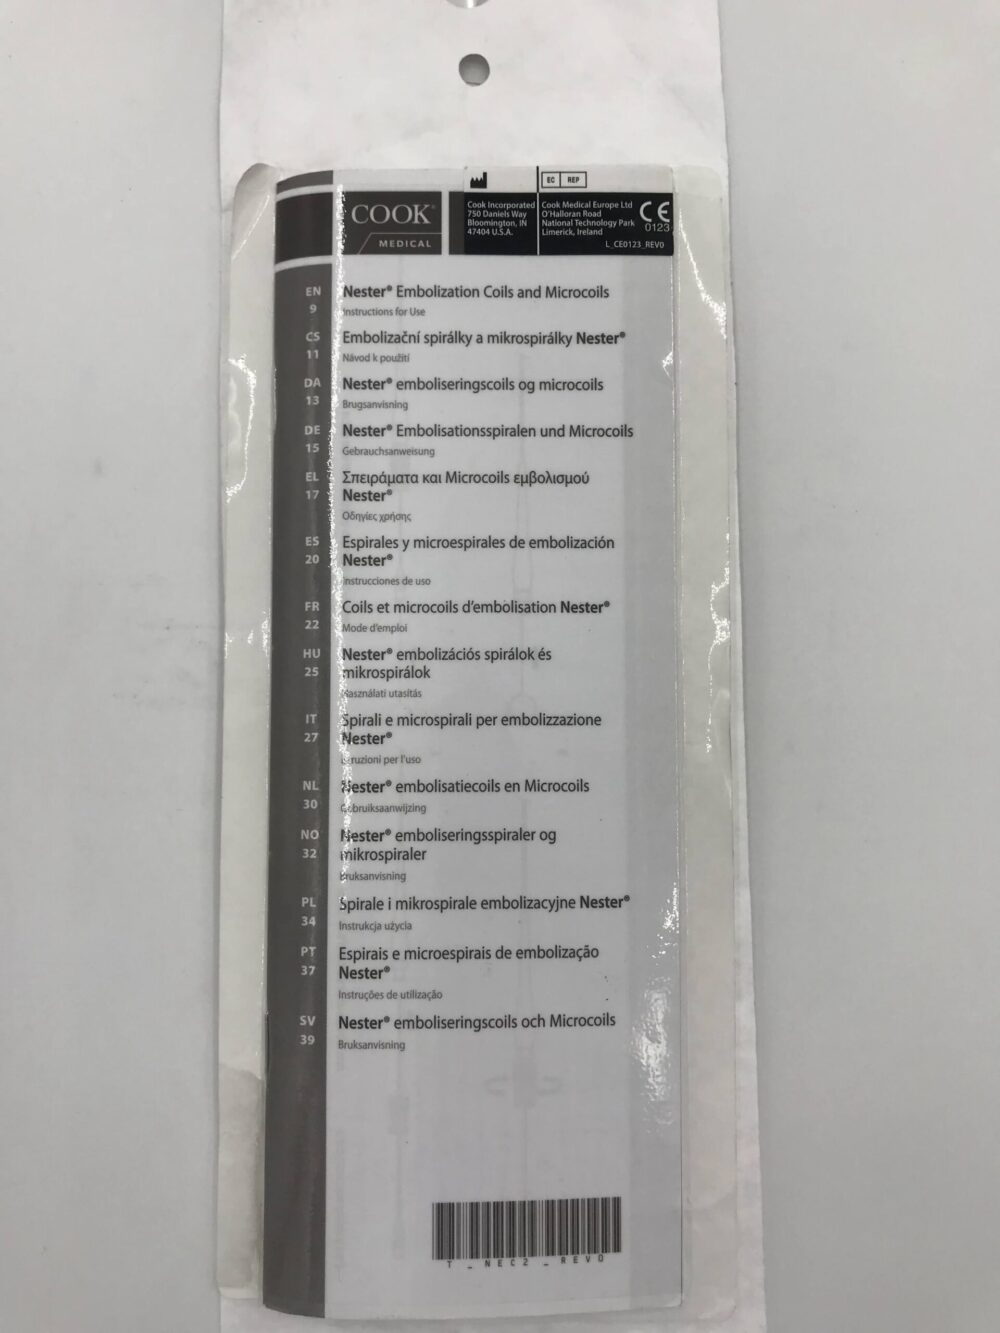 COOK®
MEDICAL
Cook Incorporated
750 Daniels Way
Bloomington, IN
47404 U.S.A.
EC REP
Cook Medical Europe Ltd
O'Halloran Road
National Technology Park
Limerick, Ireland
CE
0123
L_CE0123_REV0
EN
9
Nester® Embolization Coils and Microcoils
Instructions for Use
CS
11
Embolizační spirálky a mikrospirálky Nester®
Návod k použití
DA
13
Nester® emboliseringscoils og microcoils
Brugsanvisning
DE
15
Nester® Embolisationsspiralen und Microcoils
Gebrauchsanweisung
EL
17
Σπειράματα και Microcoils εμβολισμού
Nester®
Οδηγίες χρήσης
ES
20
Espirales y microespirales de embolización
Nester®
Instrucciones de uso
FR
22
Coils et microcoils d'embolisation Nester®
Mode d'emploi
HU
25
Nester® embolizációs spirálok és
mikrospirálok
Használati utasítás
IT
27
Spirali e microspirali per embolizzazione
Nester®
Istruzioni per l'uso
NL
30
Nester® embolisatiecoils en Microcoils
Gebruiksaanwijzing
NO
32
Nester® emboliseringsspiraler og
mikrospiraler
Bruksanvisning
PL
34
Spirale i mikrospirale embolizacyjne Nester®
Instrukcja użycia
PT
37
Espirais e microespirais de embolização
Nester®
Instruções de utilização
SV
39
Nester® emboliseringscoils och Microcoils
Bruksanvisning
T_NEC2_REV0